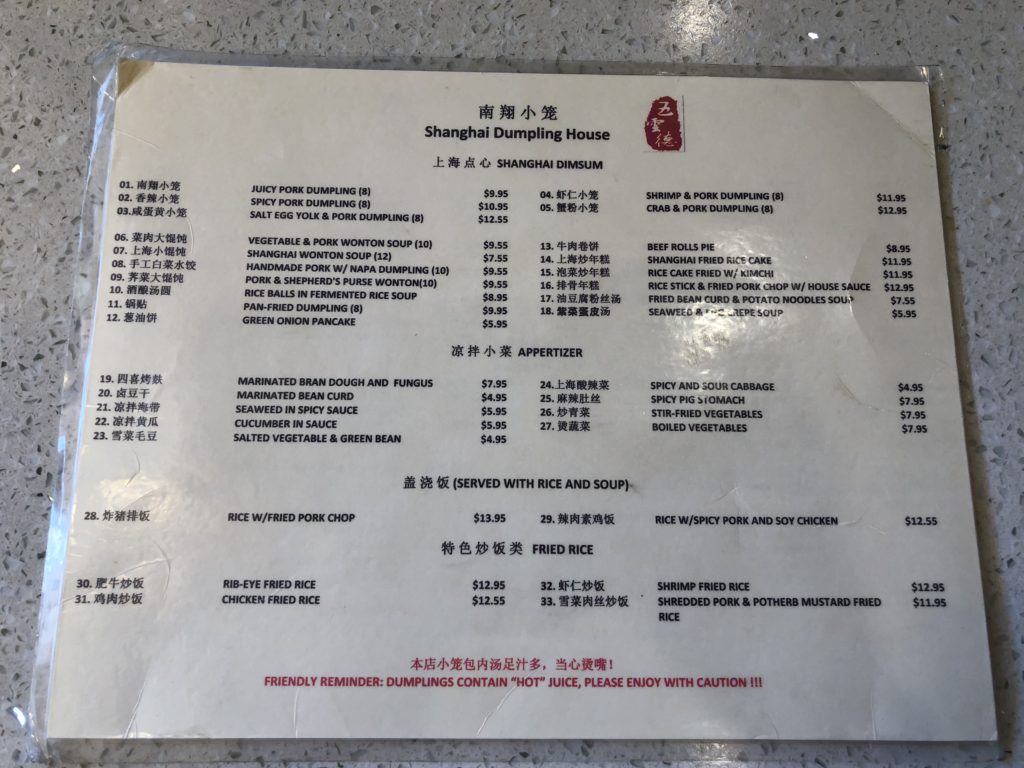 南翔小笼
Shanghai Dumpling House
五雲德
上海点心 SHANGHAI DIMSUM
01. 南翔小笼 JUICY PORK DUMPLING (8) $9.95 04. 虾仁小笼 SHRIMP & PORK DUMPLING (8) $11.95
02. 香辣小笼 SPICY PORK DUMPLING (8) $10.95 05. 蟹粉小笼 CRAB & PORK DUMPLING (8) $12.95
03.咸蛋黄小笼 SALT EGG YOLK & PORK DUMPLING (8) $12.55
06. 菜肉大馄饨 VEGETABLE & PORK WONTON SOUP (10) $9.55 13. 牛肉卷饼 BEEF ROLLS PIE $8.95
07. 上海小馄饨 SHANGHAI WONTON SOUP (12) $7.55 14. 上海炒年糕 SHANGHAI FRIED RICE CAKE $11.95
08. 手工白菜水饺 HANDMADE PORK W/ NAPA DUMPLING (10) $9.55 15. 泡菜炒年糕 RICE CAKE FRIED W/ KIMCHI $11.95
09. 荠菜大馄饨 PORK & SHEPHERD'S PURSE WONTON(10) $9.55 16. 排骨年糕 RICE STICK & FRIED PORK CHOP W/ HOUSE SAUCE $12.95
10. 酒酿汤圆 RICE BALLS IN FERMENTED RICE SOUP $8.95 17. 油豆腐粉丝汤 FRIED BEAN CURD & POTATO NOODLES SOUP $7.55
11. 锅贴 PAN-FRIED DUMPLING (8) $9.95 18. 紫菜蛋皮汤 SEAWEED & EGG CREPE SOUP $5.95
12. 葱油饼 GREEN ONION PANCAKE $5.95
凉拌小菜 APPERTIZER
19. 四喜烤麸 MARINATED BRAN DOUGH AND FUNGUS $7.95 24.上海酸辣菜 SPICY AND SOUR CABBAGE $4.95
20. 卤豆干 MARINATED BEAN CURD $4.95 25. 麻辣肚丝 SPICY PIG STOMACH $7.95
21. 凉拌海带 SEAWEED IN SPICY SAUCE $5.95 26. 炒青菜 STIR-FRIED VEGETABLES $7.95
22. 凉拌黄瓜 CUCUMBER IN SAUCE $5.95 27. 烫蔬菜 BOILED VEGETABLES $7.95
23. 雪菜毛豆 SALTED VEGETABLE & GREEN BEAN $4.95
盖浇饭 (SERVED WITH RICE AND SOUP)
28. 炸猪排饭 RICE W/FRIED PORK CHOP $13.95 29. 辣肉素鸡饭 RICE W/SPICY PORK AND SOY CHICKEN $12.55
特色炒饭类 FRIED RICE
30. 肥牛炒饭 RIB-EYE FRIED RICE $12.95 32. 虾仁炒饭 SHRIMP FRIED RICE $12.95
31. 鸡肉炒饭 CHICKEN FRIED RICE $12.55 33. 雪菜肉丝炒饭 SHREDDED PORK & POTHERB MUSTARD FRIED $11.95
RICE
本店小笼包内汤足汁多，当心烫嘴！
FRIENDLY REMINDER: DUMPLINGS CONTAIN "HOT" JUICE, PLEASE ENJOY WITH CAUTION !!!